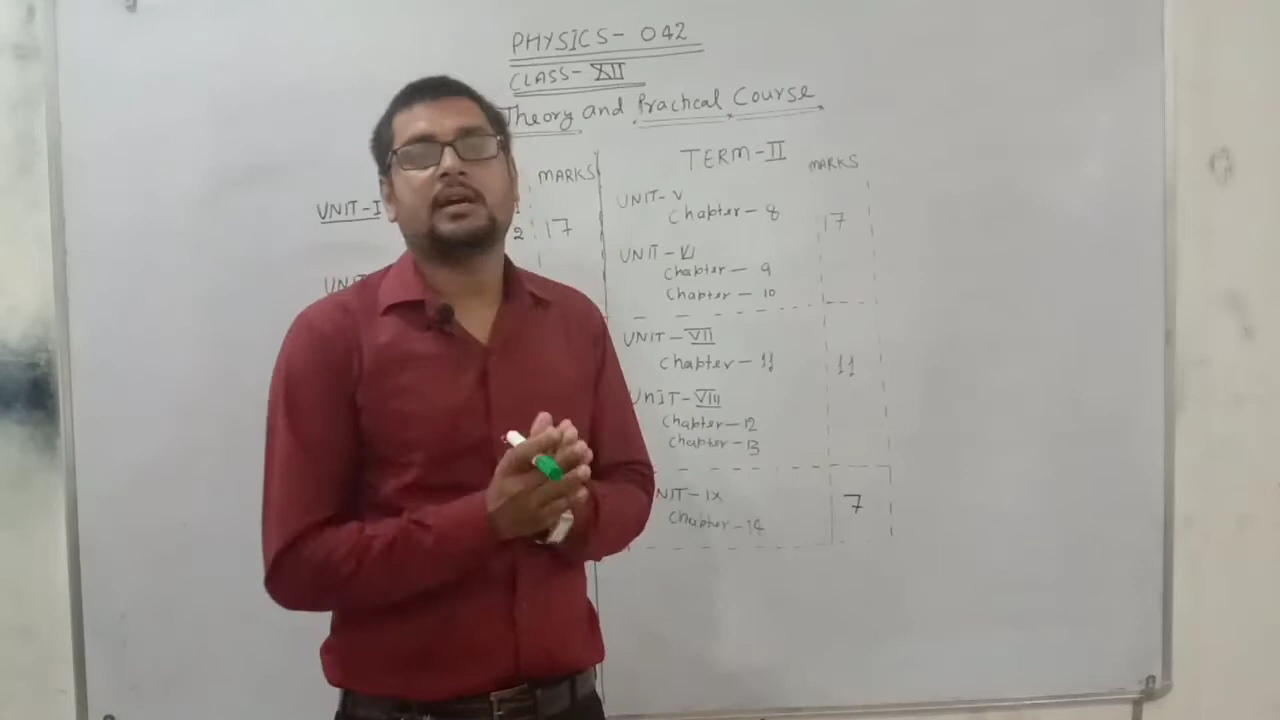 PHYSICS- 042
CLASS- XII
Theory and Practical Course
MARKS
UNIT-I
2
17
UNIT
TERM-II
MARKS
UNIT- V
Chapter- 8
17
UNIT - VI
Chapter - 9
Chapter - 10
UNIT - VII
Chapter - 11
11
UNIT- VIII
Chapter -12
Chapter -13
NIT - IX
7
Chapter -14